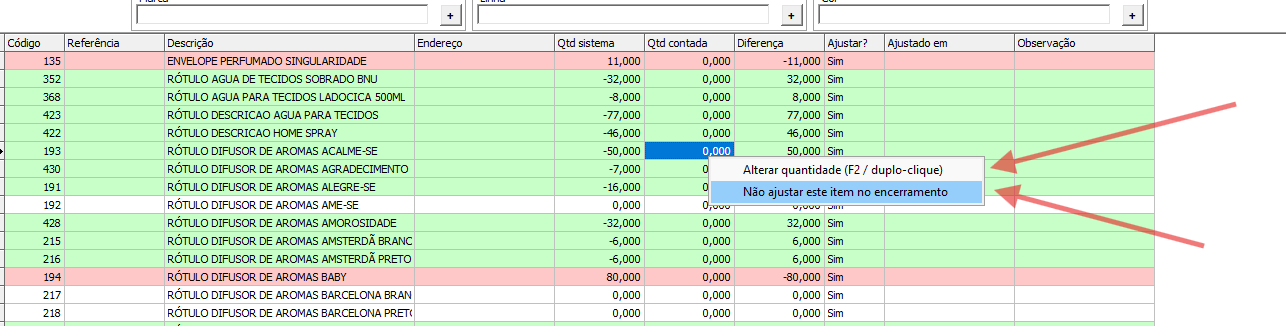 Marca Linha Cor
+ + +
Código Referência Descrição Endereço Qtd sistema Qtd contada Diferença Ajustar? Ajustado em Observação
135 ENVELOPE PERFUMADO SINGULARIDADE 11,000 0,000 -11,000 Sim
352 RÓTULO AGUA DE TECIDOS SOBRADO BNU -32,000 0,000 32,000 Sim
368 RÓTULO AGUA PARA TECIDOS LADOCICA 500ML -8,000 0,000 8,000 Sim
423 RÓTULO DESCRICAO AGUA PARA TECIDOS -77,000 0,000 77,000 Sim
422 RÓTULO DESCRICAO HOME SPRAY -46,000 0,000 46,000 Sim
193 RÓTULO DIFUSOR DE AROMAS ACALME-SE -50,000 0,000 50,000 Sim
430 RÓTULO DIFUSOR DE AROMAS AGRADECIMENTO -7,000 Alterar quantidade (F2 / duplo-clique)
191 RÓTULO DIFUSOR DE AROMAS ALEGRE-SE -16,000 Não ajustar este item no encerramento
192 RÓTULO DIFUSOR DE AROMAS AME-SE 0,000 0,000 0,000 Sim
428 RÓTULO DIFUSOR DE AROMAS AMOROSIDADE -32,000 0,000 32,000 Sim
215 RÓTULO DIFUSOR DE AROMAS AMSTERDÃ BRANC -6,000 0,000 6,000 Sim
216 RÓTULO DIFUSOR DE AROMAS AMSTERDÃ PRETO -6,000 0,000 6,000 Sim
194 RÓTULO DIFUSOR DE AROMAS BABY 80,000 0,000 -80,000 Sim
217 RÓTULO DIFUSOR DE AROMAS BARCELONA BRAN 0,000 0,000 0,000 Sim
218 RÓTULO DIFUSOR DE AROMAS BARCELONA PRETO 0,000 0,000 0,000 Sim